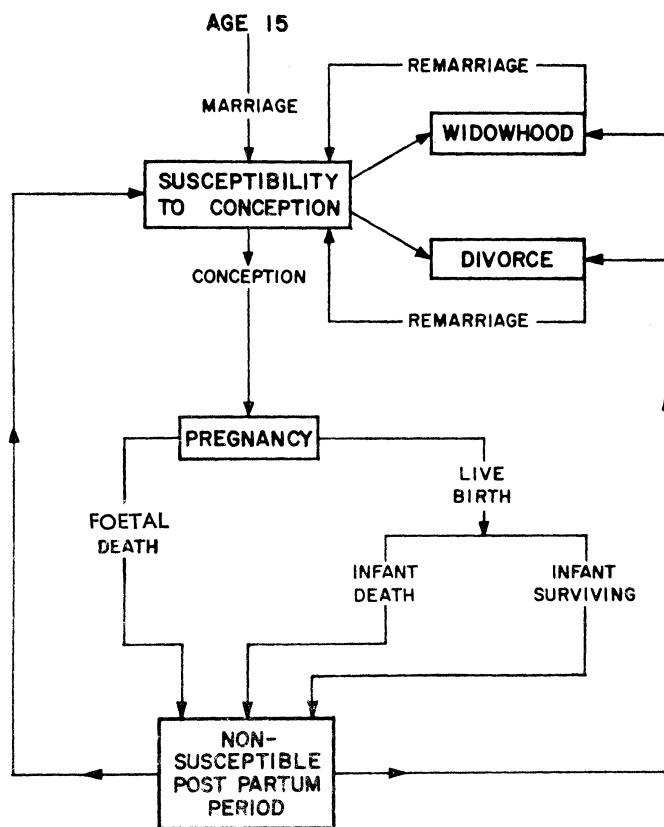 AGE 15
REMARRIAGE
MARRIAGE
WIDOWHOOD
SUSCEPTIBILITY
TO CONCEPTION
DIVORCE
CONCEPTION
REMARRIAGE
PREGNANCY
LIVE
BIRTH
FOETAL
DEATH
INFANT
DEATH
INFANT
SURVIVING
NON-
SUSCEPTIBLE
POST PARTUM
PERIOD